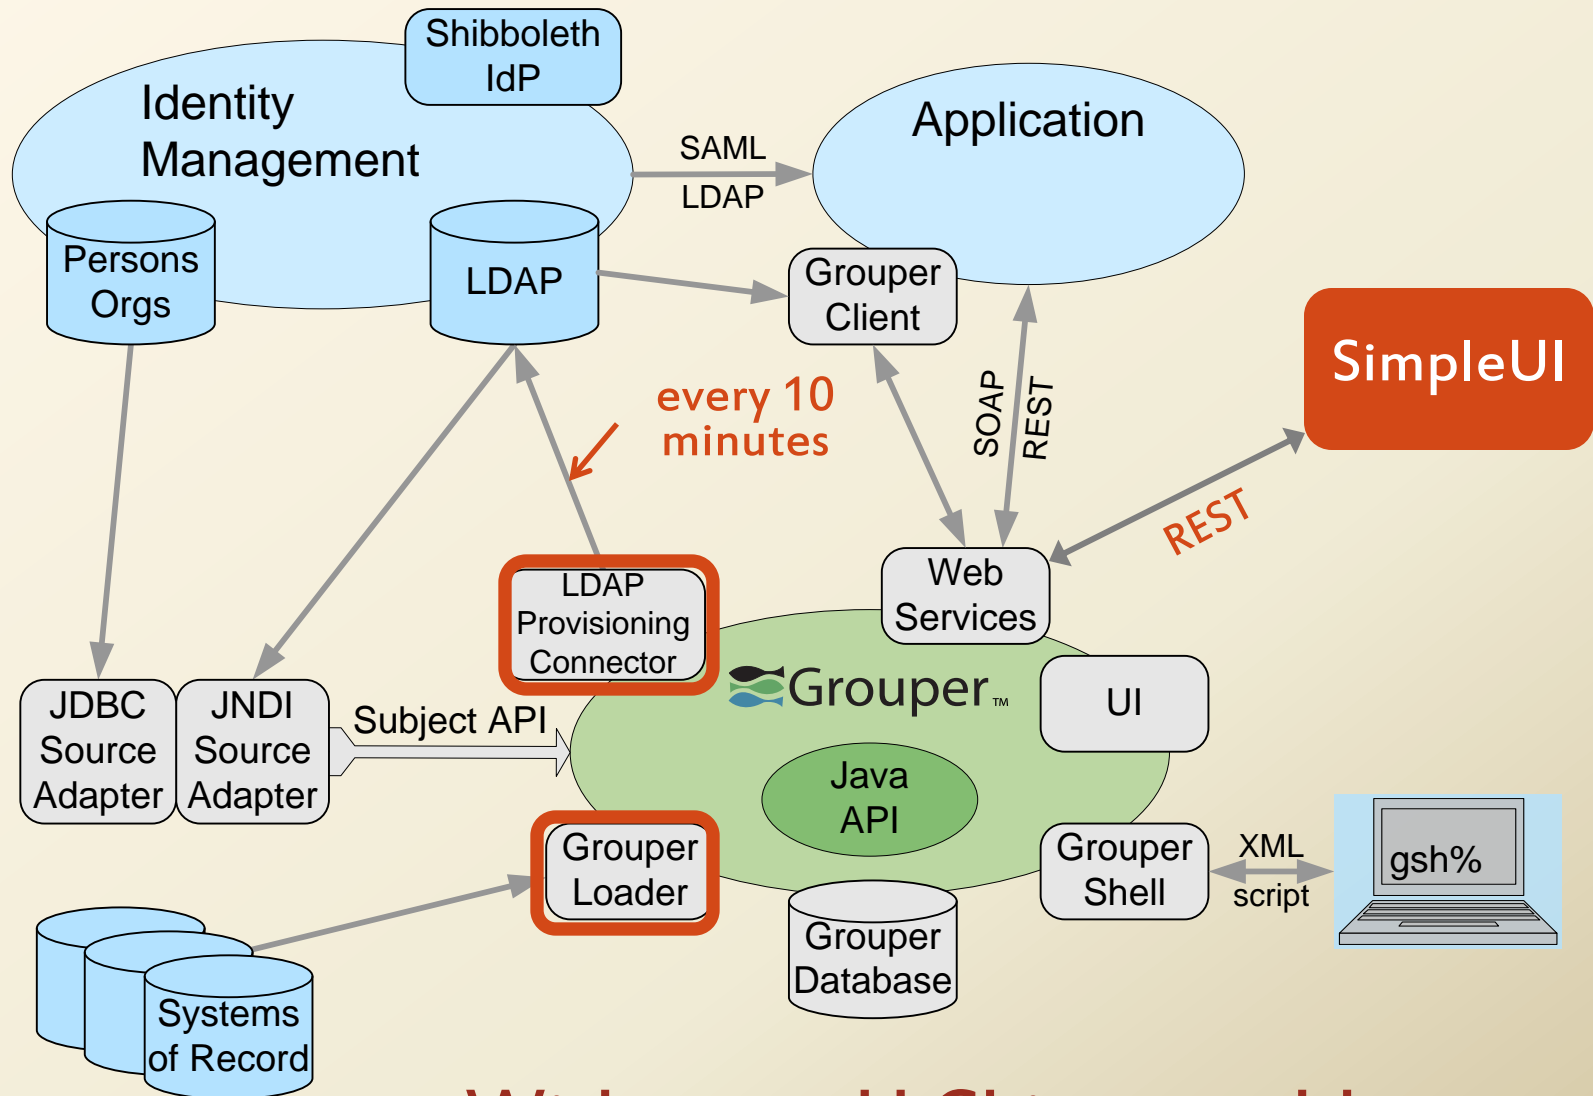 Shibboleth
IdP
Identity
Management
Application
SAML
LDAP
Persons
Orgs
LDAP
Grouper
Client
SimpleUI
every 10
minutes
SOAP
REST
REST
LDAP
Provisioning
Connector
Web
Services
Grouper™
UI
JDBC
Source
Adapter
JNDI
Source
Adapter
Subject API
Java
API
Grouper
Loader
Grouper
Shell
XML
script
gsh%
Grouper
Database
Systems
of Record